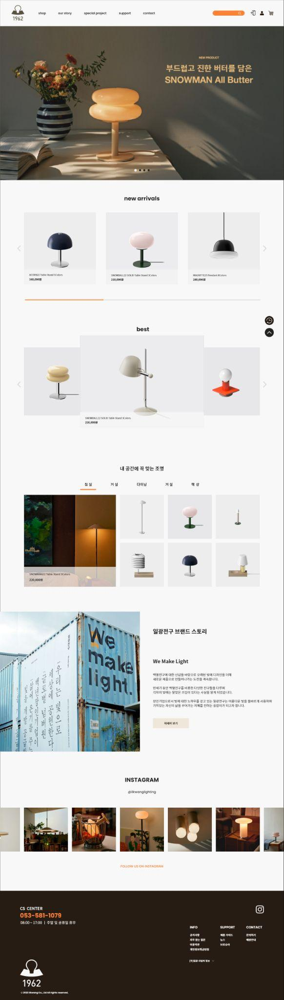 1962
shop
our story
special project
support
contact
NEW PRODUCT
부드럽고 진한 버터를 담은
SNOWMAN All Butter
new arrivals
ACORN22 Table Stand 5Colors
160,000원
SNOWBALL22 SOLID Table Stand 3Colors
210,000원
MAGRITTE25 Pendant 4Colors
280,000원
best
SNOWBALL22 SOLID Table Stand 3Colors
210,000원
내 공간에 꼭 맞는 조명
침 실
거 실
다이닝
거 실
책 상
SNOWMAN22 Table Stand 3Colors
220,000원
We
make
light.
우리는 빛으로
세상에 공헌한다.
일광전구 브랜드 스토리
We Make Light
백열전구에 대한 신념을 바탕으로 오래된 빛에 디자인을 더해
새로운 제품으로 만들어나가는 도전을 계속합니다.
반세기 동안 백열전구를 비롯한 다양한 전구들을 다루며
각자의 빛에는 알맞은 쓰임이 있다는 사실을 알게 되었습니다.
장인기업으로서 빛에 대한 노하우를 갖고 있는 일광전구는 아름다운 빛을 올바르게 사용하며
가치있는 자신의 삶을 꾸어가는 지혜를 전하는 길잡이가 되고자 합니다.
자세히 보기
INSTAGRAM
@ilkwanglighting
FOLLOW US ON INSTAGRAM
CS CENTER
053-581-1079
08:00 ~ 17:00 | 주말 및 공휴일 휴무
INFO
공지사항
자주 묻는 질문
이용약관
개인정보취급방침
SUPPORT
제품 가이드
뉴스
브로슈어
CONTACT
문의하기
매장안내
(주)일광 사업자 정보
1962
© 2023 Ilkwang Co., Ltd All rights reserved.